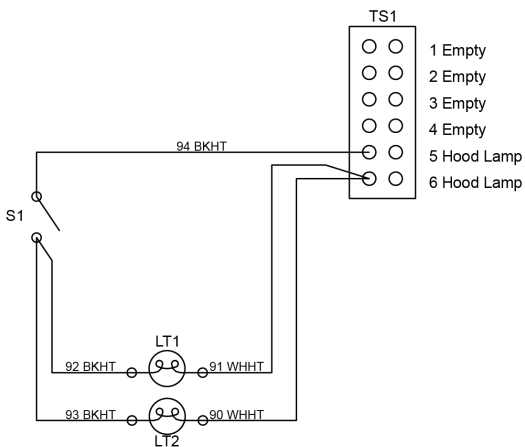 TS1
1 Empty
2 Empty
3 Empty
4 Empty
94 BKHT
5 Hood Lamp
6 Hood Lamp
S1
LT1
92 BKHT
91 WHHT
93 BKHT
90 WHHT
LT2